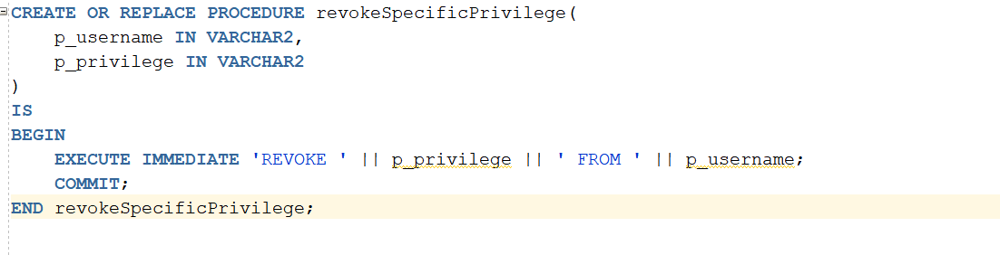 CREATE OR REPLACE PROCEDURE revokeSpecificPrivilege(
    p_username IN VARCHAR2,
    p_privilege IN VARCHAR2
)
IS
BEGIN
    EXECUTE IMMEDIATE 'REVOKE ' || p_privilege || ' FROM ' || p_username;
    COMMIT;
END revokeSpecificPrivilege;